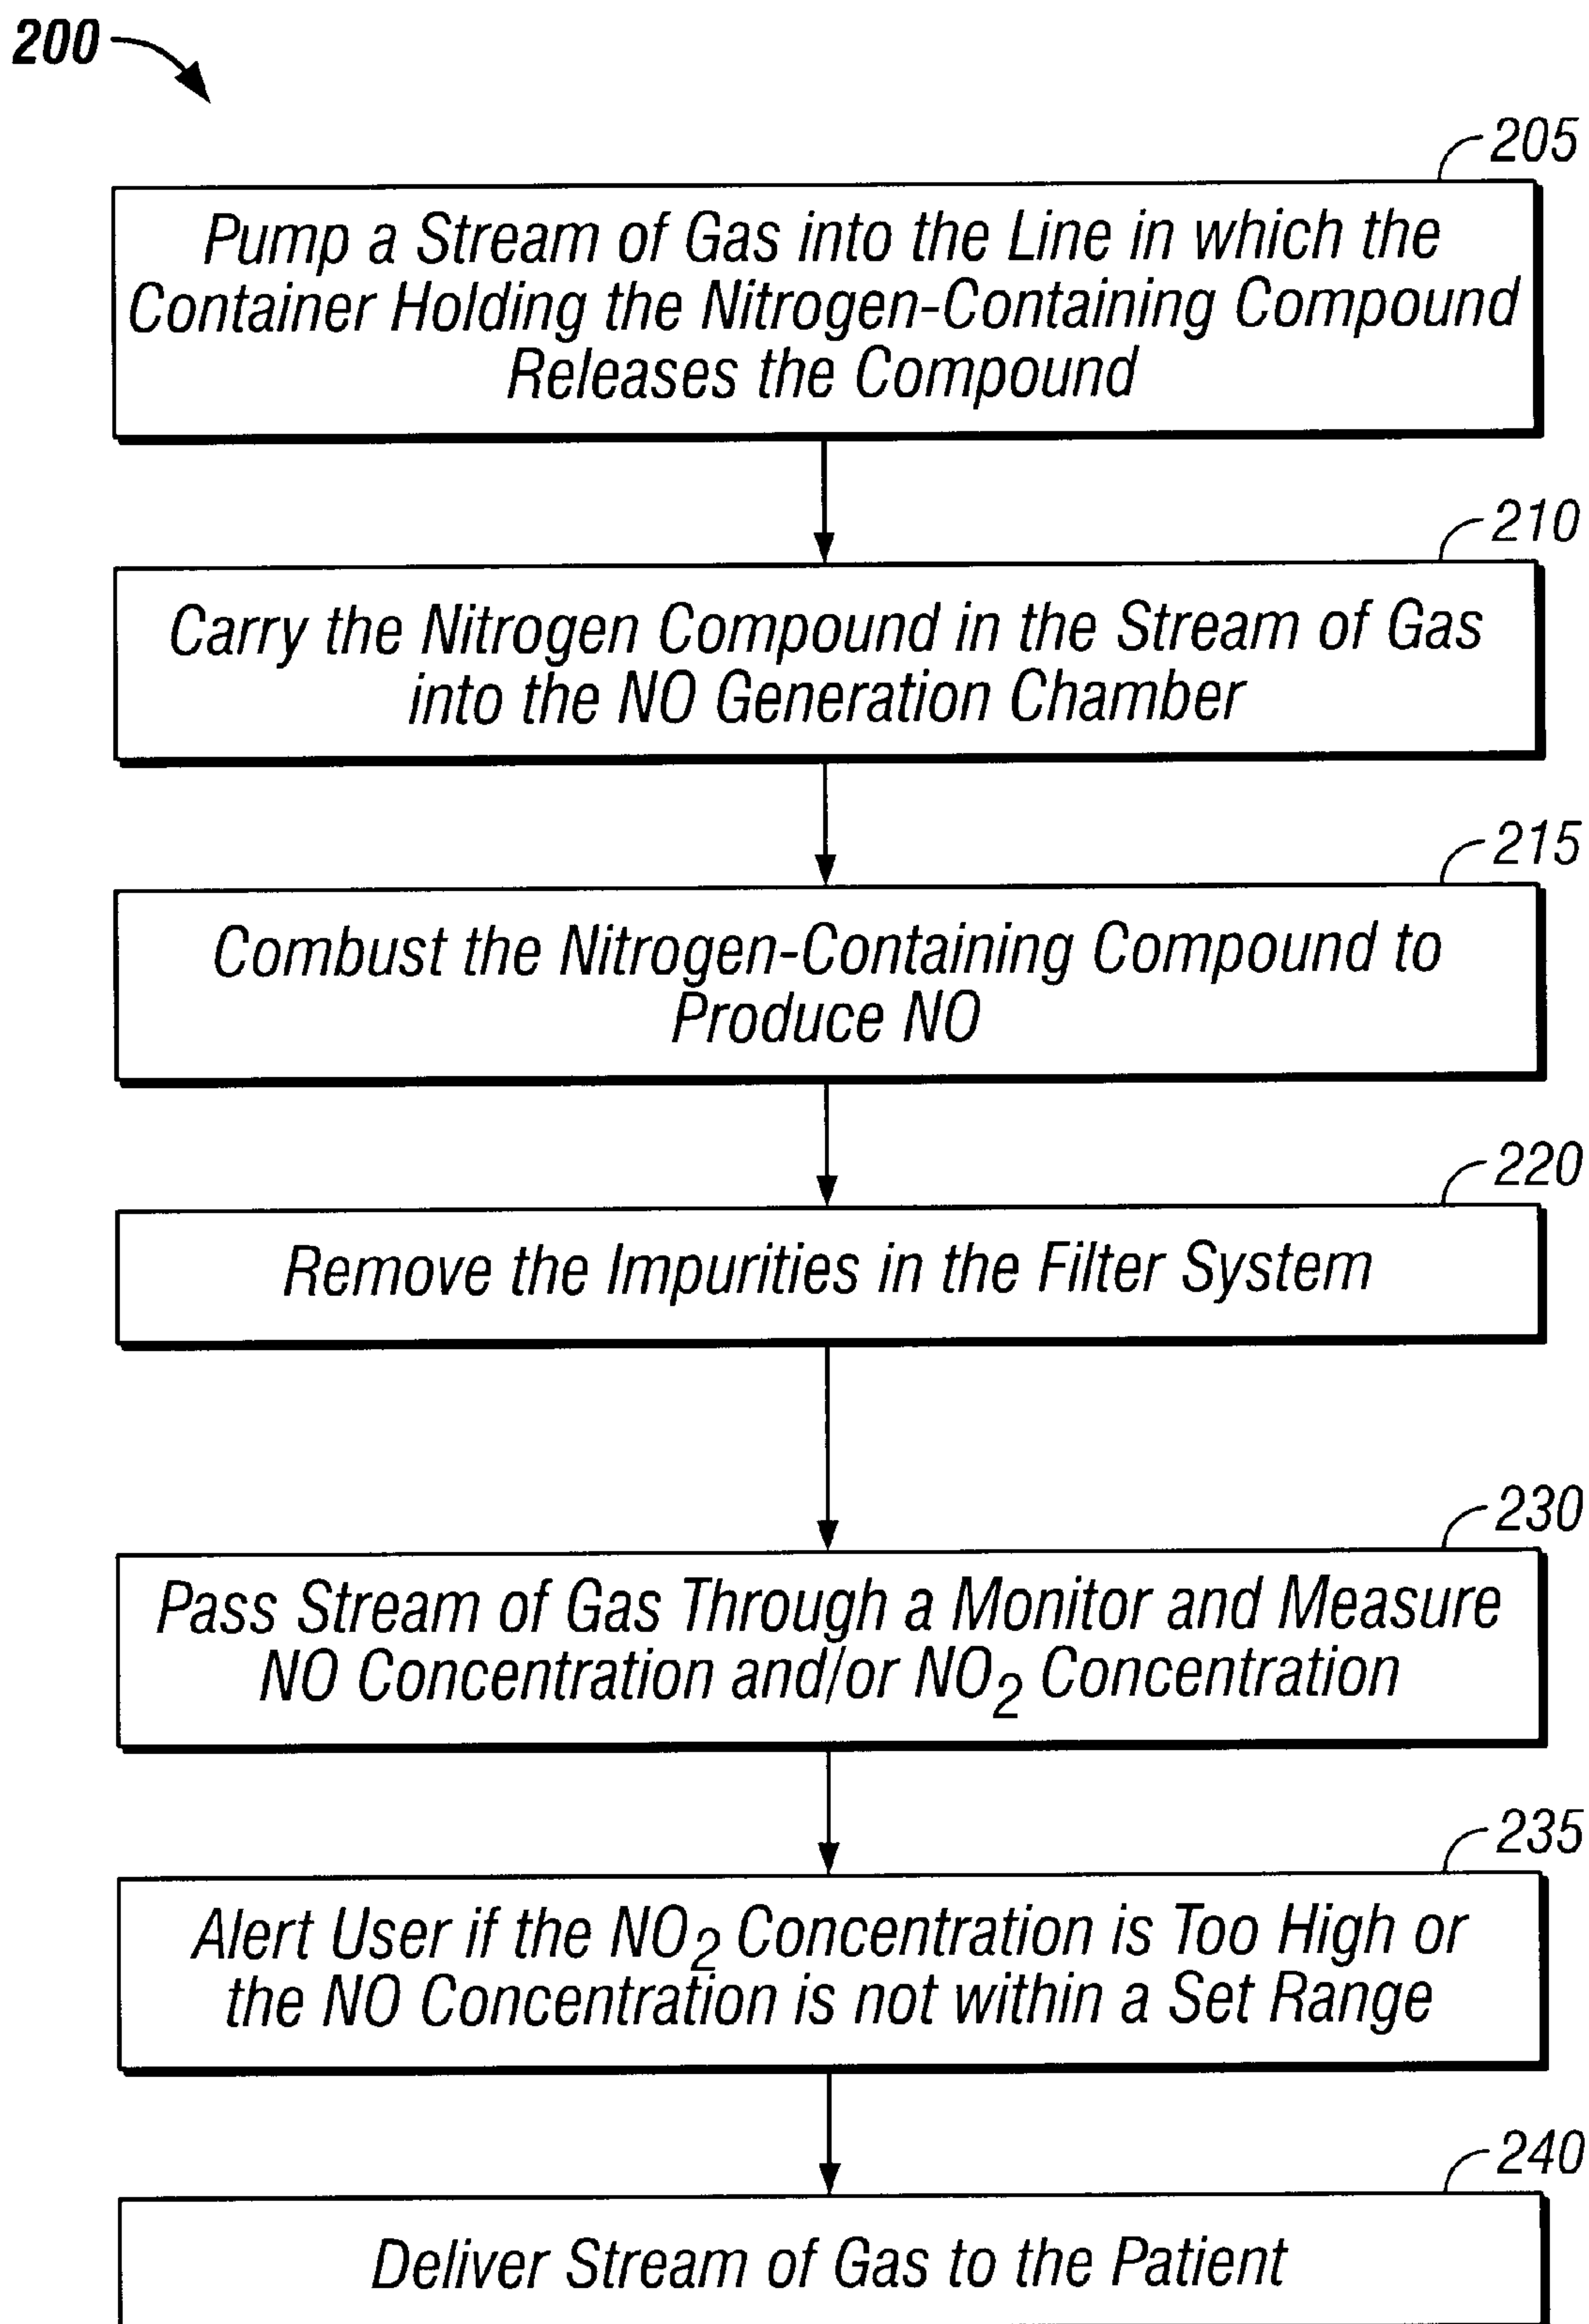 200
205
Pump a Stream of Gas into the Line in which the
Container Holding the Nitrogen-Containing Compound
Releases the Compound
210
Carry the Nitrogen Compound in the Stream of Gas
into the NO Generation Chamber
215
Combust the Nitrogen-Containing Compound to
Produce NO
220
Remove the Impurities in the Filter System
230
Pass Stream of Gas Through a Monitor and Measure
NO Concentration and/or NO₂ Concentration
235
Alert User if the NO₂ Concentration is Too High or
the NO Concentration is not within a Set Range
240
Deliver Stream of Gas to the Patient